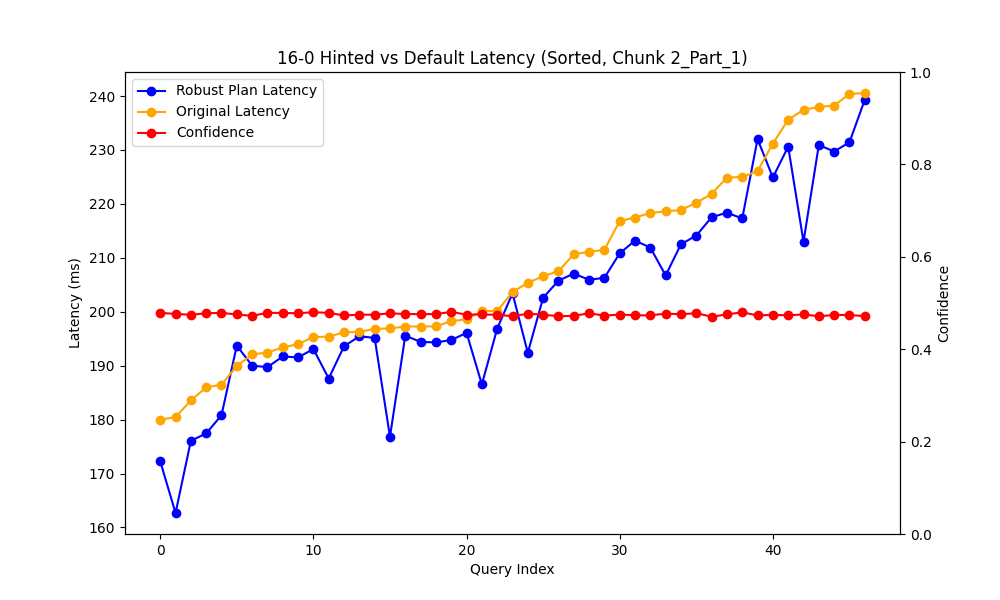 16-0 Hinted vs Default Latency (Sorted, Chunk 2_Part_1)
Robust Plan Latency
Original Latency
Confidence
Latency (ms)
240
230
220
210
200
190
180
170
160
1.0
0.8
0.6
0.4
0.2
0.0
Confidence
0 10 20 30 40
Query Index